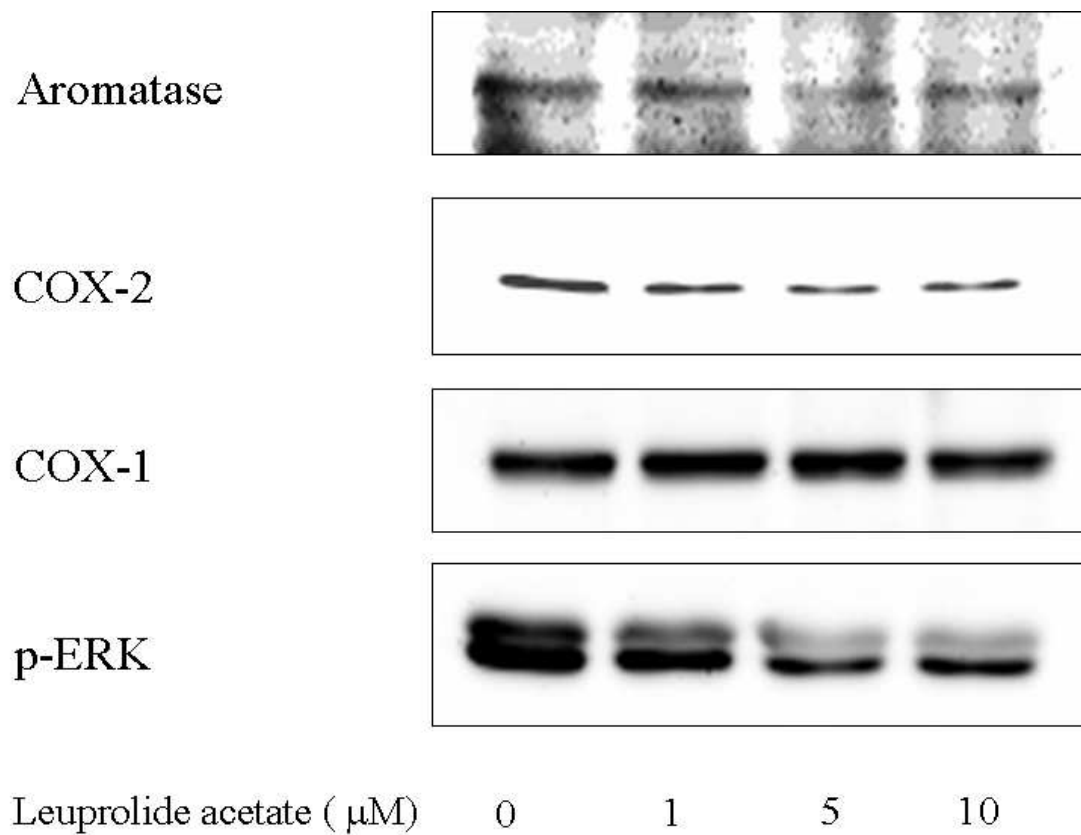 Aromatase
COX-2
COX-1
p-ERK
Leuprolide acetate ( μM) 0 1 5 10